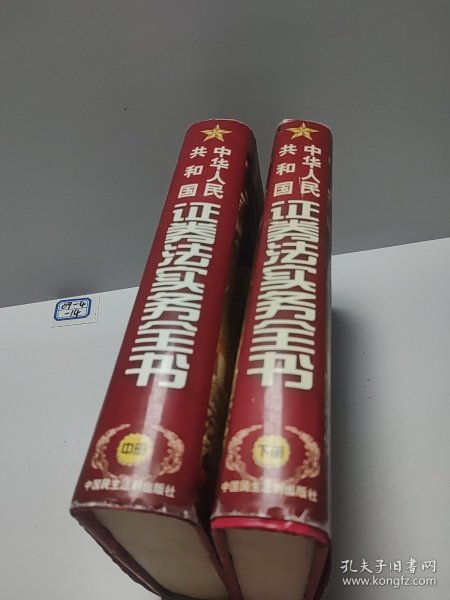 中华人民
共和国
证券法实务全书
中册
中国民主法制出版社
中华人民
共和国
证券法实务全书
下册
中国民主法制出版社
09-4
-14
孔夫子旧书网
www.kongfz.com